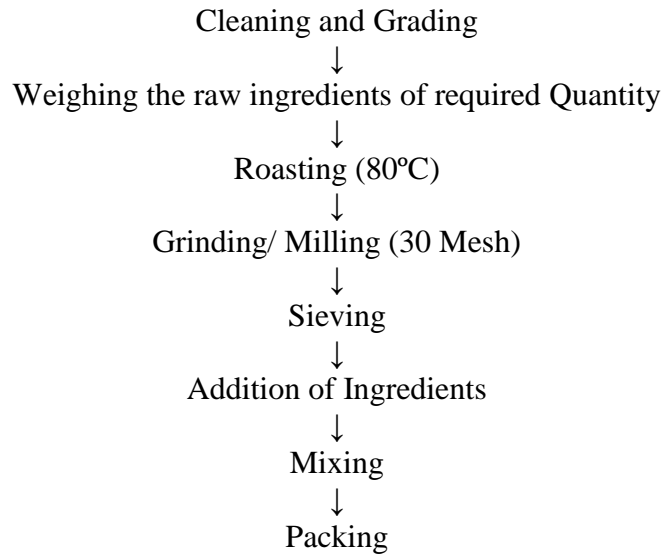 Cleaning and Grading
↓
Weighing the raw ingredients of required Quantity
↓
Roasting (80ºC)
↓
Grinding/ Milling (30 Mesh)
↓
Sieving
↓
Addition of Ingredients
↓
Mixing
↓
Packing